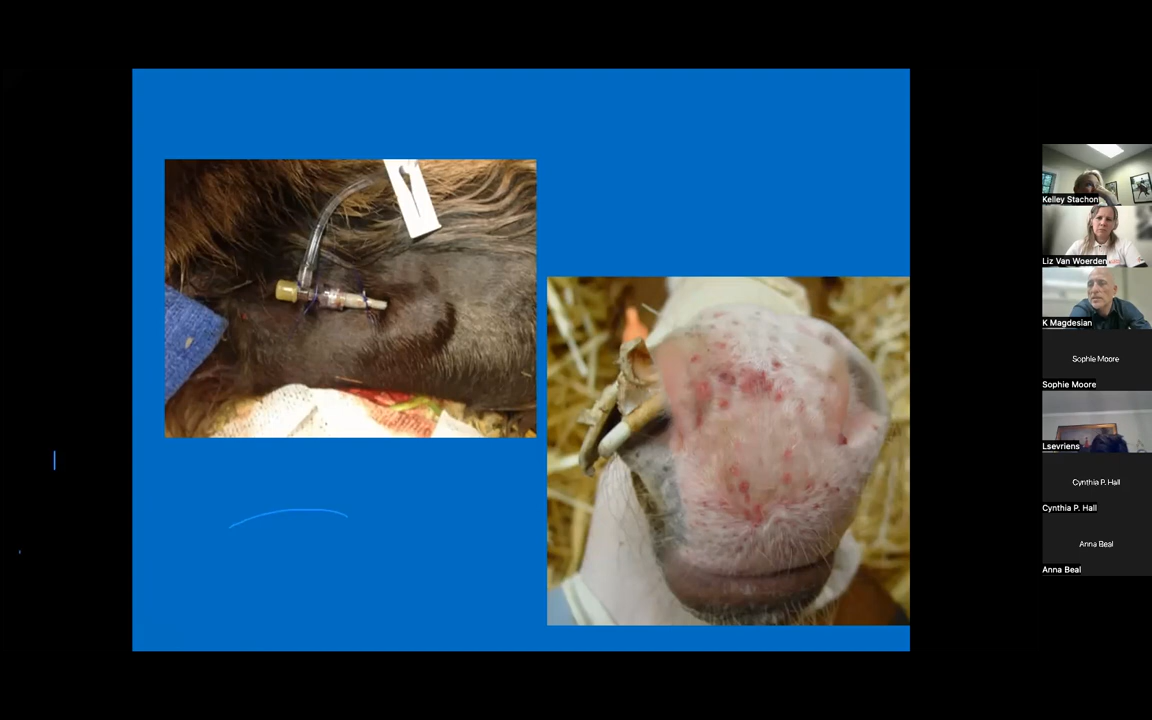 Kelley Stachon
Liz Van Woerden
K Magdesian
Sophie Moore
Sophie Moore
Lsevriens
Cynthia P. Hall
Cynthia P. Hall
Anna Beal
Anna Beal